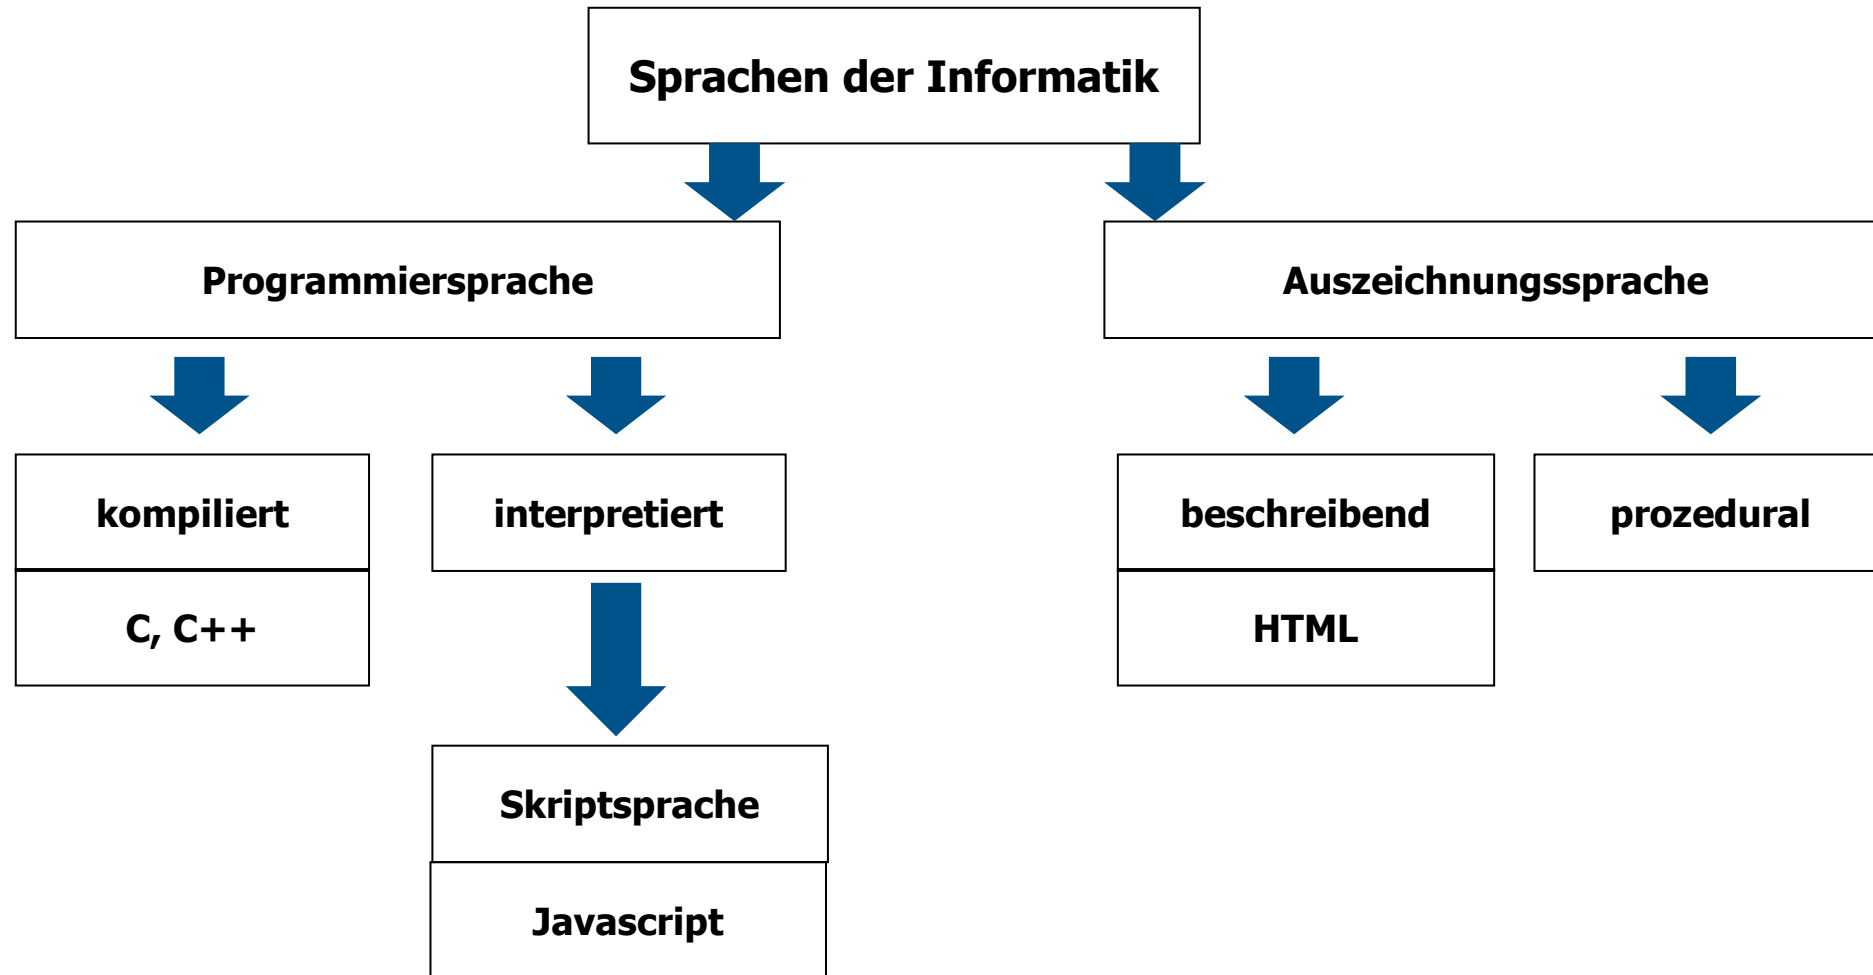 Sprachen der Informatik
Programmiersprache
Auszeichnungssprache
kompiliert
interpretiert
beschreibend
prozedural
C, C++
HTML
Skriptsprache
Javascript